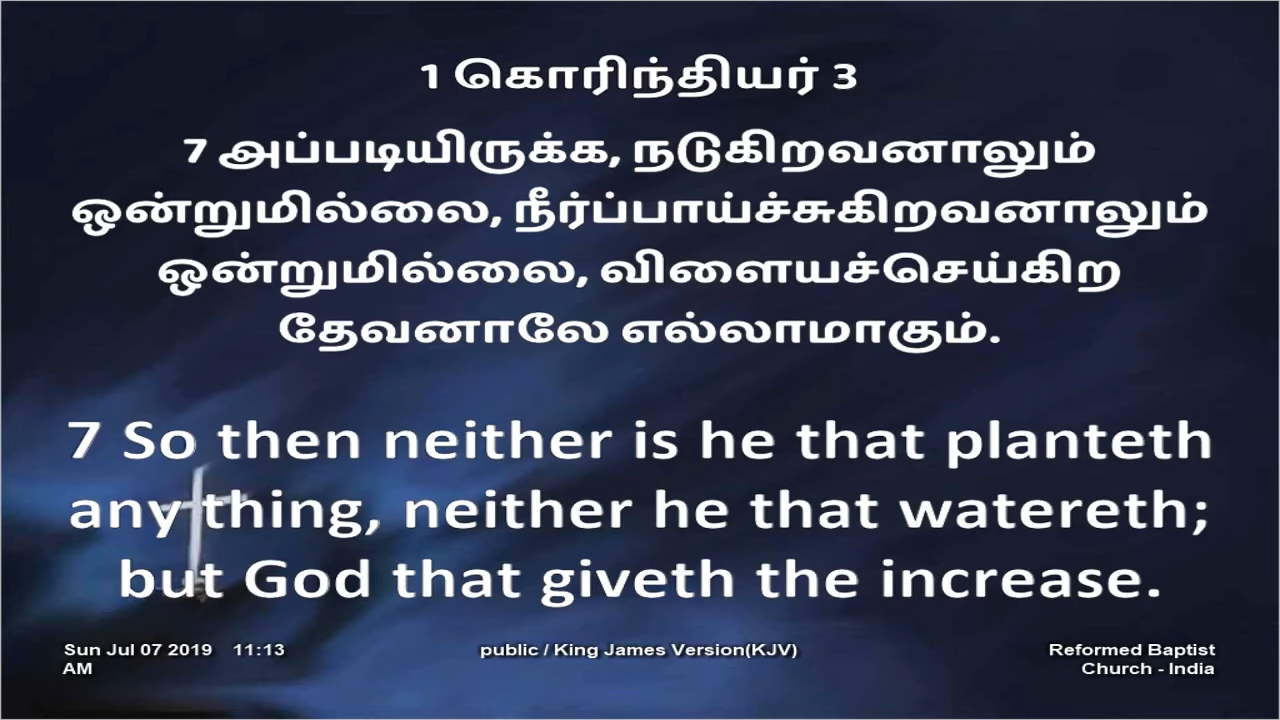 1 கொரிந்தியர் 3
7 அப்படியிருக்க, நடுகிறவனாலும்
ஒன்றுமில்லை, நீர்ப்பாய்ச்சுகிறவனாலும்
ஒன்றுமில்லை, விளையச்செய்கிற
தேவனாலே எல்லாமாகும்.
7 So then neither is he that planteth
any thing, neither he that watereth;
but God that giveth the increase.
Sun Jul 07 2019 11:13
AM
public / King James Version(KJV)
Reformed Baptist
Church - India